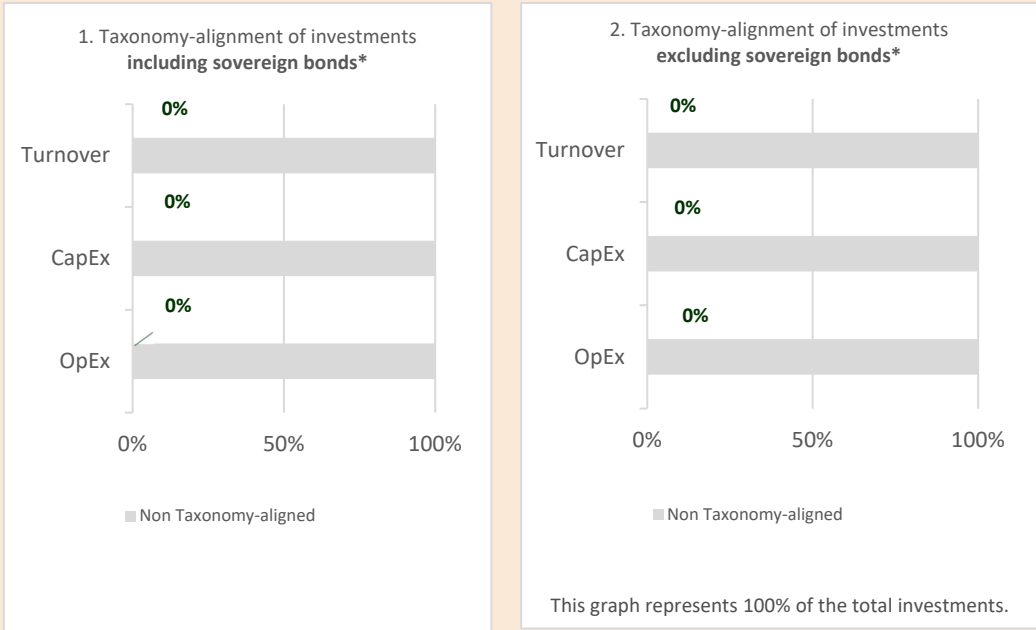 1. Taxonomy-alignment of investments
including sovereign bonds*
0%
Turnover
0%
CapEx
0%
OpEx
0% 50% 100%
Non Taxonomy-aligned
2. Taxonomy-alignment of investments
excluding sovereign bonds*
0%
Turnover
0%
CapEx
0%
OpEx
0% 50% 100%
Non Taxonomy-aligned
This graph represents 100% of the total investments.